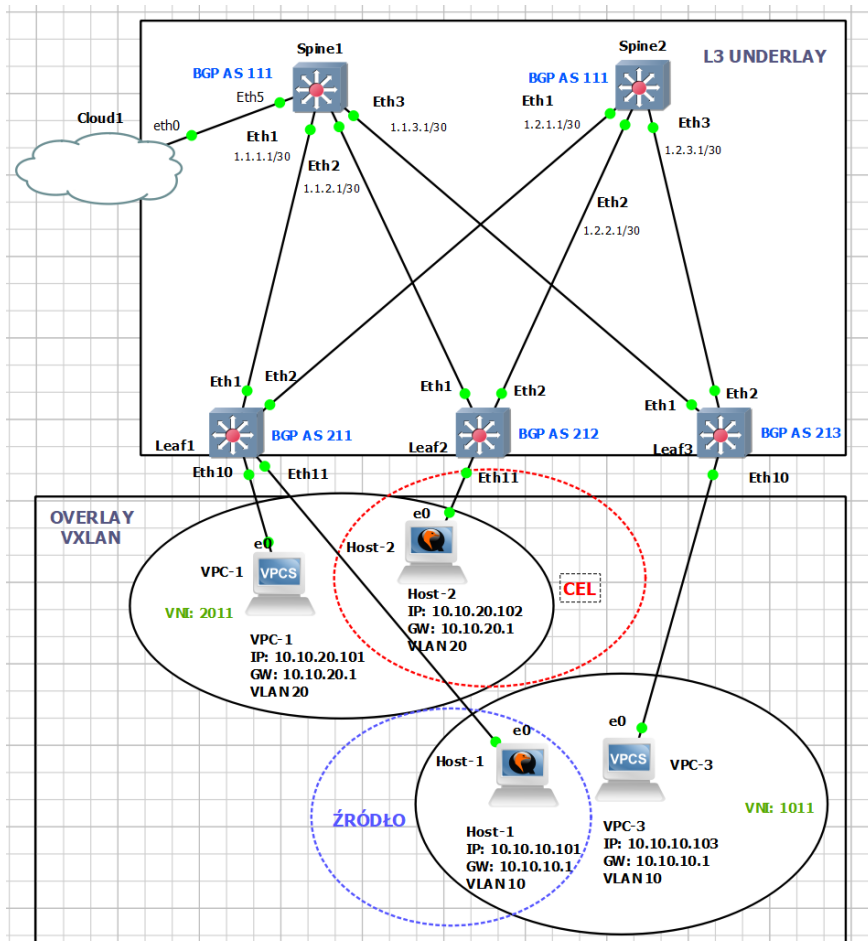 Spine1
Spine2
L3 UNDERLAY
BGP AS 111
BGP AS 111
Eth5
Eth3
1.1.3.1/30
Eth1
1.2.1.1/30
Cloud1
eth0
Eth1
1.1.1.1/30
Eth3
1.2.3.1/30
Eth2
1.1.2.1/30
Eth2
1.2.2.1/30
Eth1
Eth2
Eth1
Eth2
Eth1
Eth2
Leaf1
BGP AS 211
Leaf2
BGP AS 212
Leaf3
BGP AS 213
Eth10
Eth11
Eth11
Eth10
OVERLAY
VXLAN
e0
VPCS
VPC-1
VNI: 2011
VPC-1
IP: 10.10.20.101
GW: 10.10.20.1
VLAN 20
e0
Host-2
Host-2
IP: 10.10.20.102
GW: 10.10.20.1
VLAN 20
CEL
e0
Host-1
ŹRÓDŁO
Host-1
IP: 10.10.10.101
GW: 10.10.10.1
VLAN 10
e0
VPCS
VPC-3
VNI: 1011
VPC-3
IP: 10.10.10.103
GW: 10.10.10.1
VLAN 10